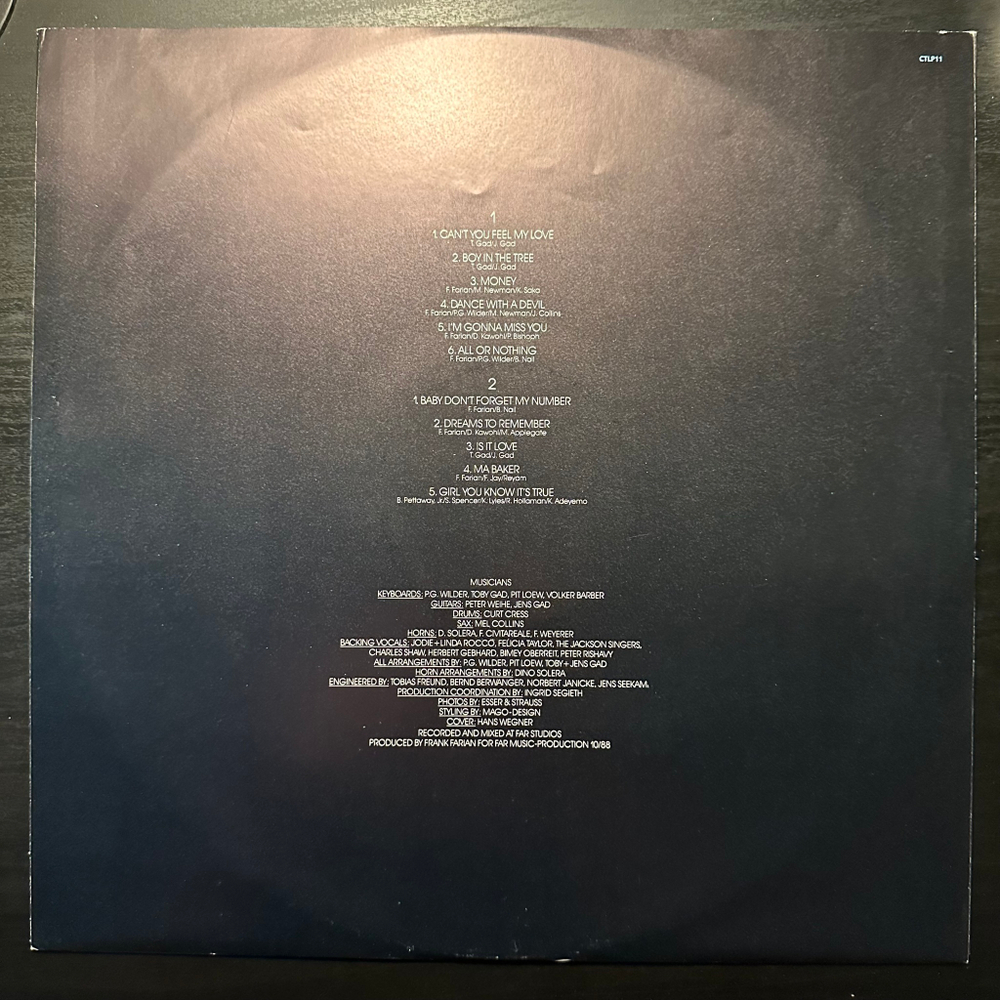 CTLP11
1
1. CAN'T YOU FEEL MY LOVE
T. Gad/J. Gad
2. BOY IN THE TREE
T. Gad/J. Gad
3. MONEY
F. Farian/M. Newman/K. Saka
4. DANCE WITH A DEVIL
F. Farian/P.G. Wilder/M. Newman/J. Collins
5. I'M GONNA MISS YOU
F. Farian/D. Kawohl/P. Bishoph
6. ALL OR NOTHING
F. Farian/P.G. Wilder/B. Nail
2
1. BABY DON'T FORGET MY NUMBER
F. Farian/B. Nail
2. DREAMS TO REMEMBER
F. Farian/D. Kawohl/M. Applegate
3. IS IT LOVE
T. Gad/J. Gad
4. MA BAKER
F. Farian/F. Jay/Reyam
5. GIRL YOU KNOW IT'S TRUE
B. Pettaway, Jr/S. Spencer/K. Lyles/R. Hollaman/K. Adeyemo
MUSICIANS
KEYBOARDS: P.G. WILDER, TOBY GAD, PIT LOEW, VOLKER BARBER
GUITARS: PETER WEIHE, JENS GAD
DRUMS: CURT CRESS
SAX: MEL COLLINS
HORNS: D. SOLERA, F. CIVITAREALE, F. WEYERER
BACKING VOCALS: JODIE+LINDA ROCCO, FELICIA TAYLOR, THE JACKSON SINGERS,
CHARLES SHAW, HERBERT GEBHARD, BIMEY OBERREIT, PETER RISHAVY
ALL ARRANGEMENTS BY: P.G. WILDER, PIT LOEW, TOBY+JENS GAD
HORN ARRANGEMENTS BY: DINO SOLERA
ENGINEERED BY: TOBIAS FREUND, BERND BERWANGER, NORBERT JANICKE, JENS SEEKAMP
PRODUCTION COORDINATION BY: INGRID SEGIETH
PHOTOS BY: ESSER & STRAUSS
STYLING BY: MAGO-DESIGN
COVER: HANS WEGNER
RECORDED AND MIXED AT FAR STUDIOS
PRODUCED BY FRANK FARIAN FOR FAR MUSIC-PRODUCTION 10/88